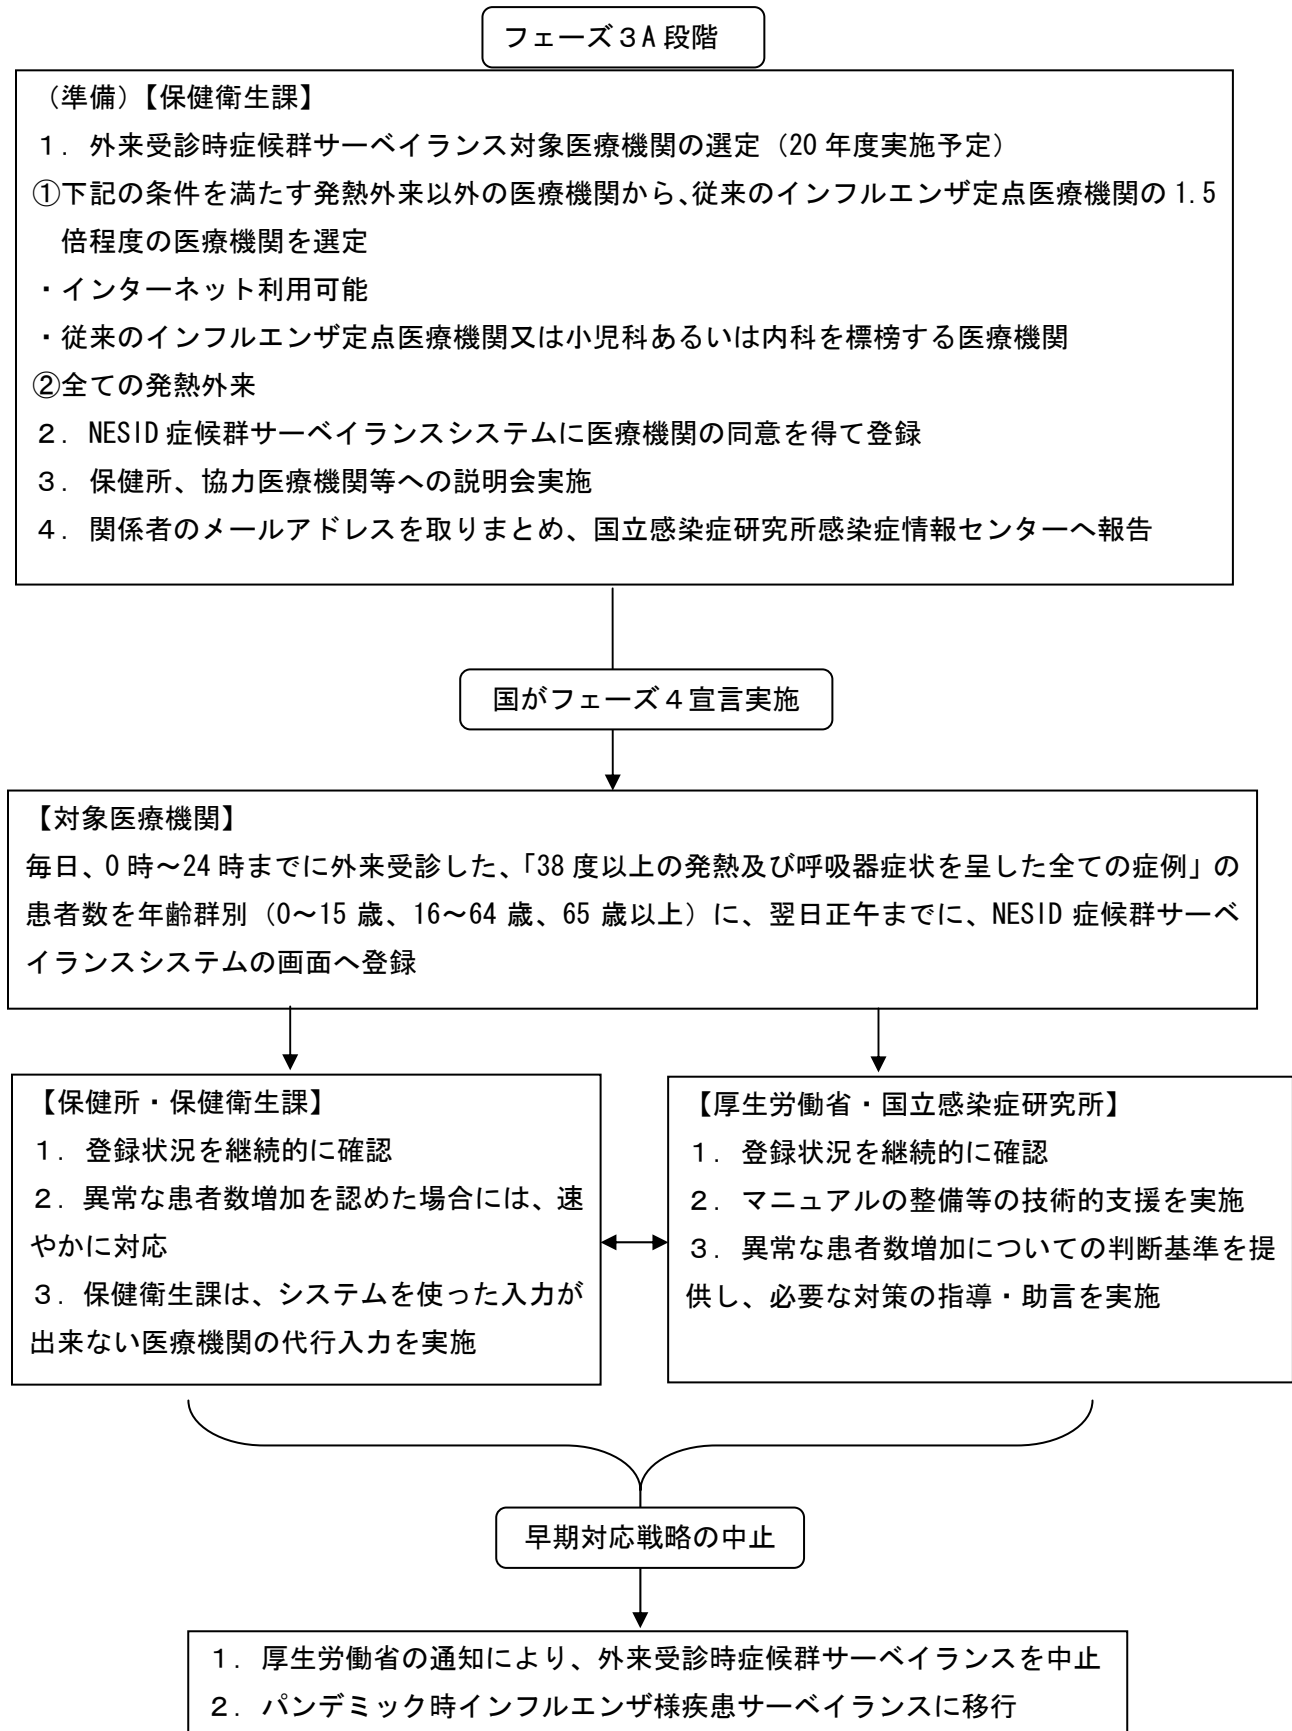 フェーズ３A 段階
（準備）【保健衛生課】
１．外来受診時症候群サーベイランス対象医療機関の選定（20 年度実施予定）
①下記の条件を満たす発熱外来以外の医療機関から、従来のインフルエンザ定点医療機関の 1.5
倍程度の医療機関を選定
・インターネット利用可能
・従来のインフルエンザ定点医療機関又は小児科あるいは内科を標榜する医療機関
②全ての発熱外来
２．NESID 症候群サーベイランスシステムに医療機関の同意を得て登録
３．保健所、協力医療機関等への説明会実施
４．関係者のメールアドレスを取りまとめ、国立感染症研究所感染症情報センターへ報告
国がフェーズ４宣言実施
【対象医療機関】
毎日、0 時～24 時までに外来受診した、「38 度以上の発熱及び呼吸器症状を呈した全ての症例」の
患者数を年齢群別（0～15 歳、16～64 歳、65 歳以上）に、翌日正午までに、NESID 症候群サーベ
イランスシステムの画面へ登録
【保健所・保健衛生課】
１．登録状況を継続的に確認
２．異常な患者数増加を認めた場合には、速
やかに対応
３．保健衛生課は、システムを使った入力が
出来ない医療機関の代行入力を実施
【厚生労働省・国立感染症研究所】
１．登録状況を継続的に確認
２．マニュアルの整備等の技術的支援を実施
３．異常な患者数増加についての判断基準を提
供し、必要な対策の指導・助言を実施
早期対応戦略の中止
１．厚生労働省の通知により、外来受診時症候群サーベイランスを中止
２．パンデミック時インフルエンザ様疾患サーベイランスに移行